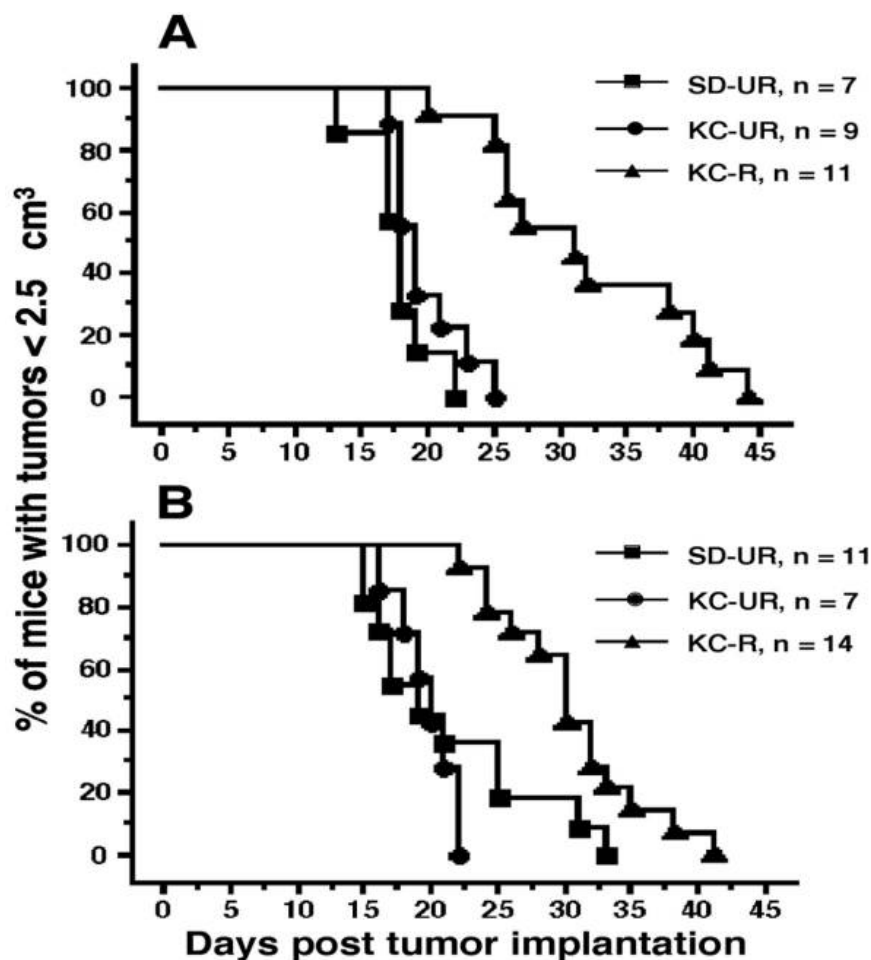 A
100
80
60
40
20
0
SD-UR, n = 7
KC-UR, n = 9
KC-R, n = 11
0 5 10 15 20 25 30 35 40 45
% of mice with tumors < 2.5 cm³
B
100
80
60
40
20
0
SD-UR, n = 11
KC-UR, n = 7
KC-R, n = 14
0 5 10 15 20 25 30 35 40 45
Days post tumor implantation